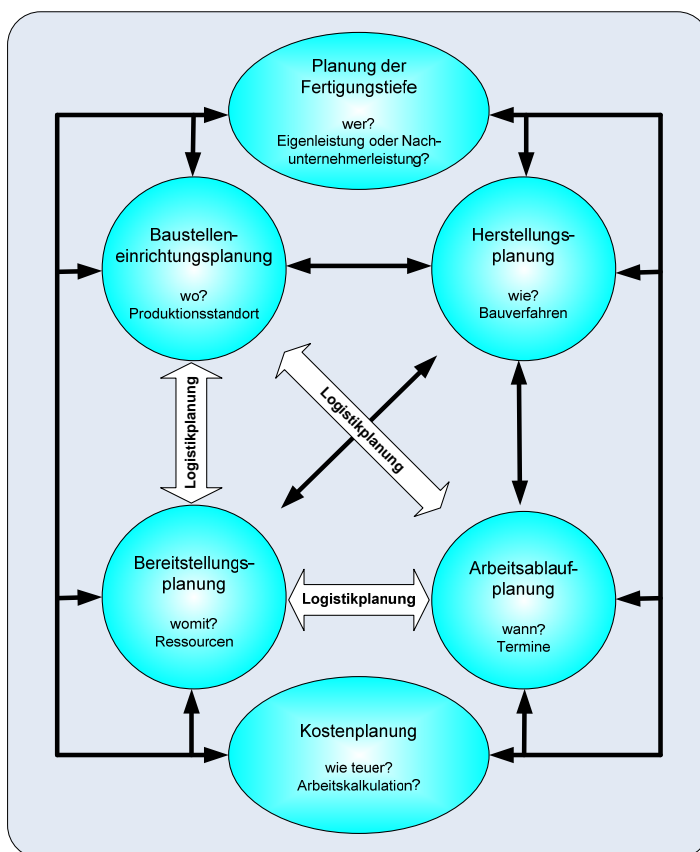 Planung der
Fertigungstiefe
wer?
Eigenleistung oder Nach-
unternehmerleistung?
Baustellen-
einrichtungsplanung
wo?
Produktionsstandort
Herstellungs-
planung
wie?
Bauverfahren
Logistikplanung
Logistikplanung
Bereitstellungs-
planung
womit?
Ressourcen
Logistikplanung
Arbeitsablauf-
planung
wann?
Termine
Kostenplanung
wie teuer?
Arbeitskalkulation?